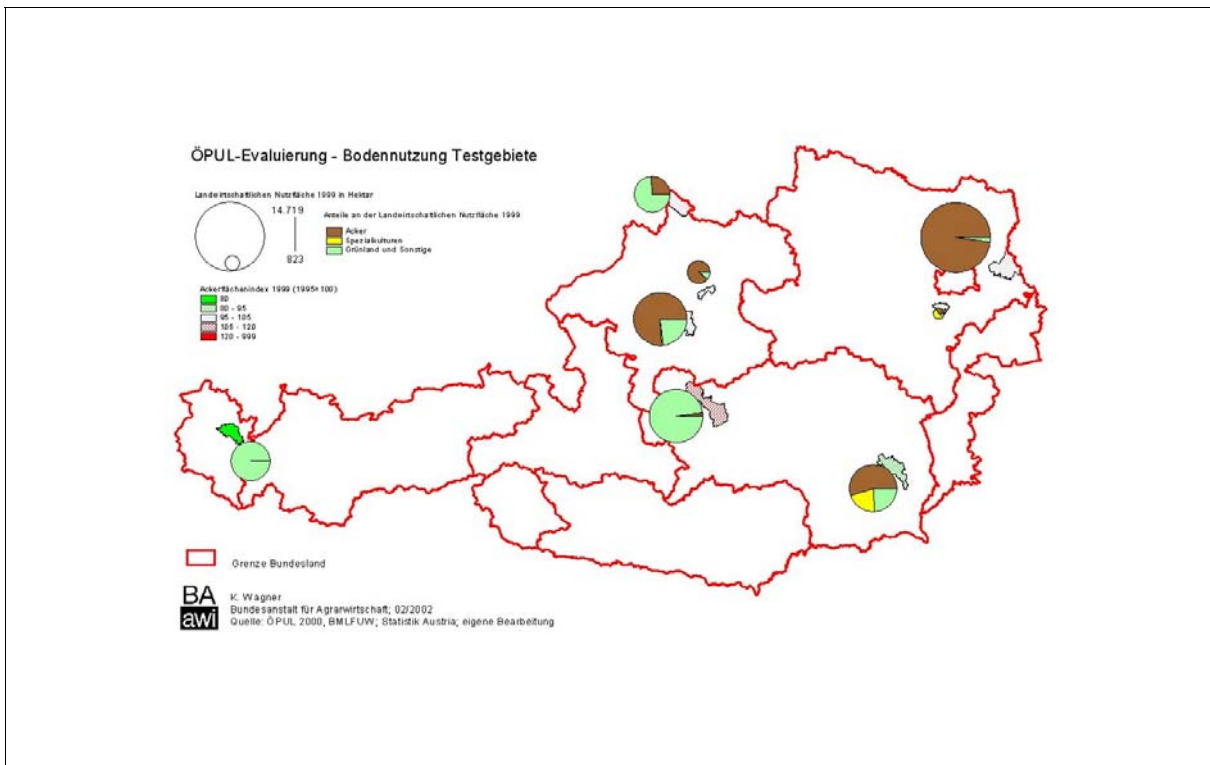 ÖPUL-Evaluierung - Bodennutzung Testgebiete
Landwirtschaftlichen Nutzfläche 1999 in Hektar
14.719
823
Anteile an der Landwirtschaftlichen Nutzfläche 1999
Acker
Spezialkulturen
Grünland und Sonstige
Ackerflächenindex 1999 (1995=100)
80
80 - 95
95 - 105
105 - 120
120 - 999
Grenze Bundesland
BA
awi
K. Wagner
Bundesanstalt für Agrarwirtschaft; 02/2002
Quelle: ÖPUL 2000, BMLFUW; Statistik Austria; eigene Bearbeitung